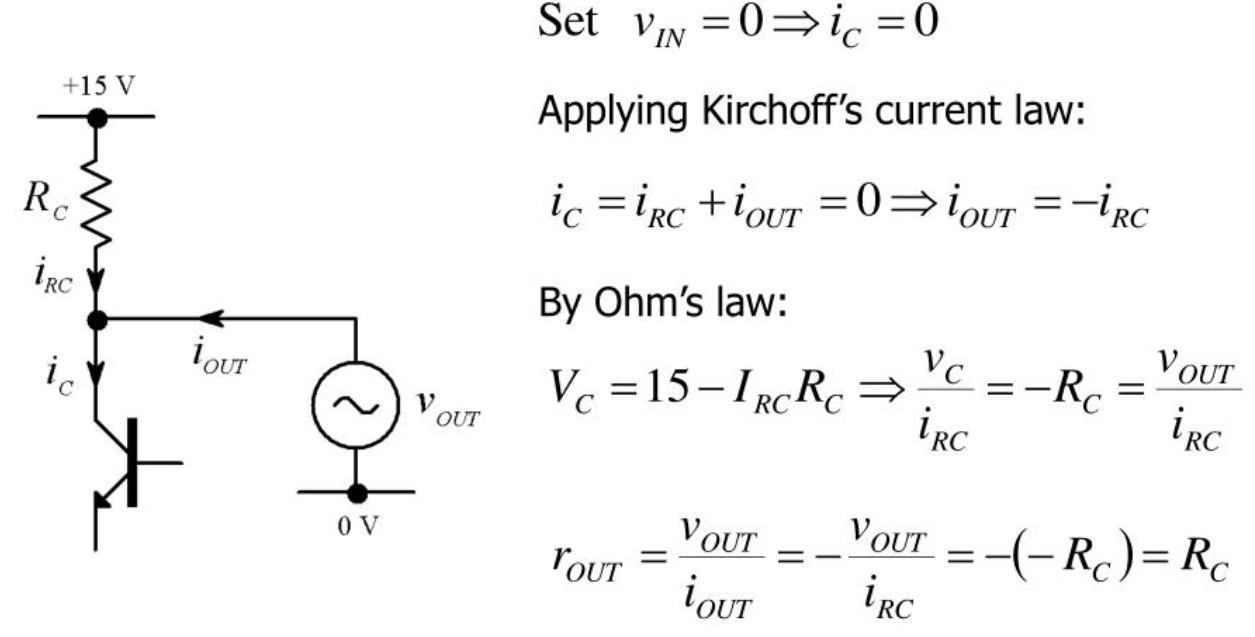 Set v_IN = 0 ⇒ i_C = 0
+15 V
Applying Kirchoff's current law:
R_C
i_C = i_RC + i_OUT = 0 ⇒ i_OUT = −i_RC
i_RC
By Ohm's law:
i_OUT
i_C
V_C = 15 − I_RC R_C ⇒ v_C / i_RC = −R_C = v_OUT / i_RC
v_OUT
0 V
r_OUT = v_OUT / i_OUT = − v_OUT / i_RC = −(− R_C) = R_C